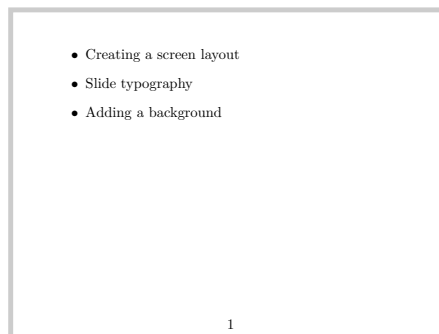 • Creating a screen layout
• Slide typography
• Adding a background
1